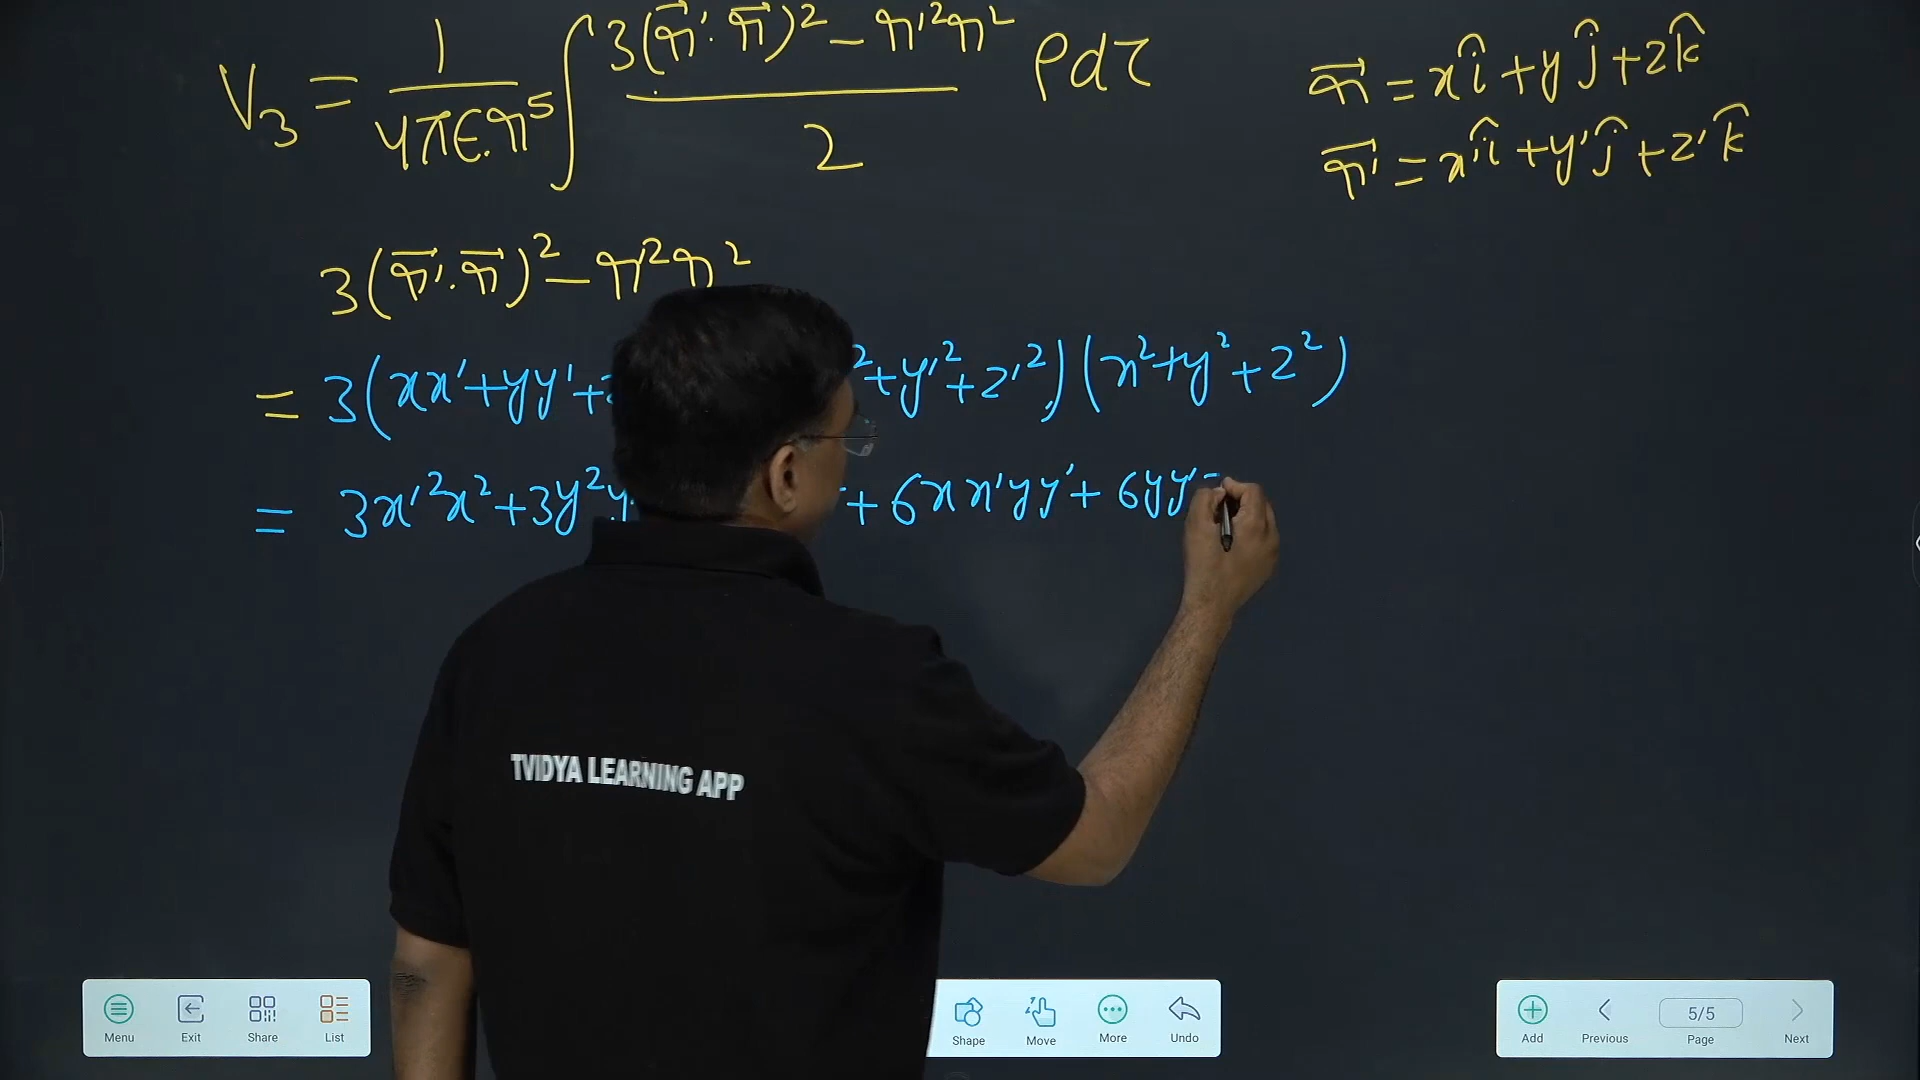 V₃ = 1/4πϵ₀r⁵ ∫ 3(r⃗′·r⃗)² − r′²r² / 2 ρdτ
r⃗ = xî + yĵ + zk̂
r⃗′ = x′î + y′ĵ + z′k̂
3(r⃗′·r⃗)² − r′²r²
= 3(xx′ + yy′ + ² + y′² + z′²)(x² + y² + z²)
= 3x′²x² + 3y²y + 6xx′yy′ + 6yy′
TVIDYA LEARNING APP
Menu Exit Share List Shape Move More Undo Add Previous 5/5 Page Next